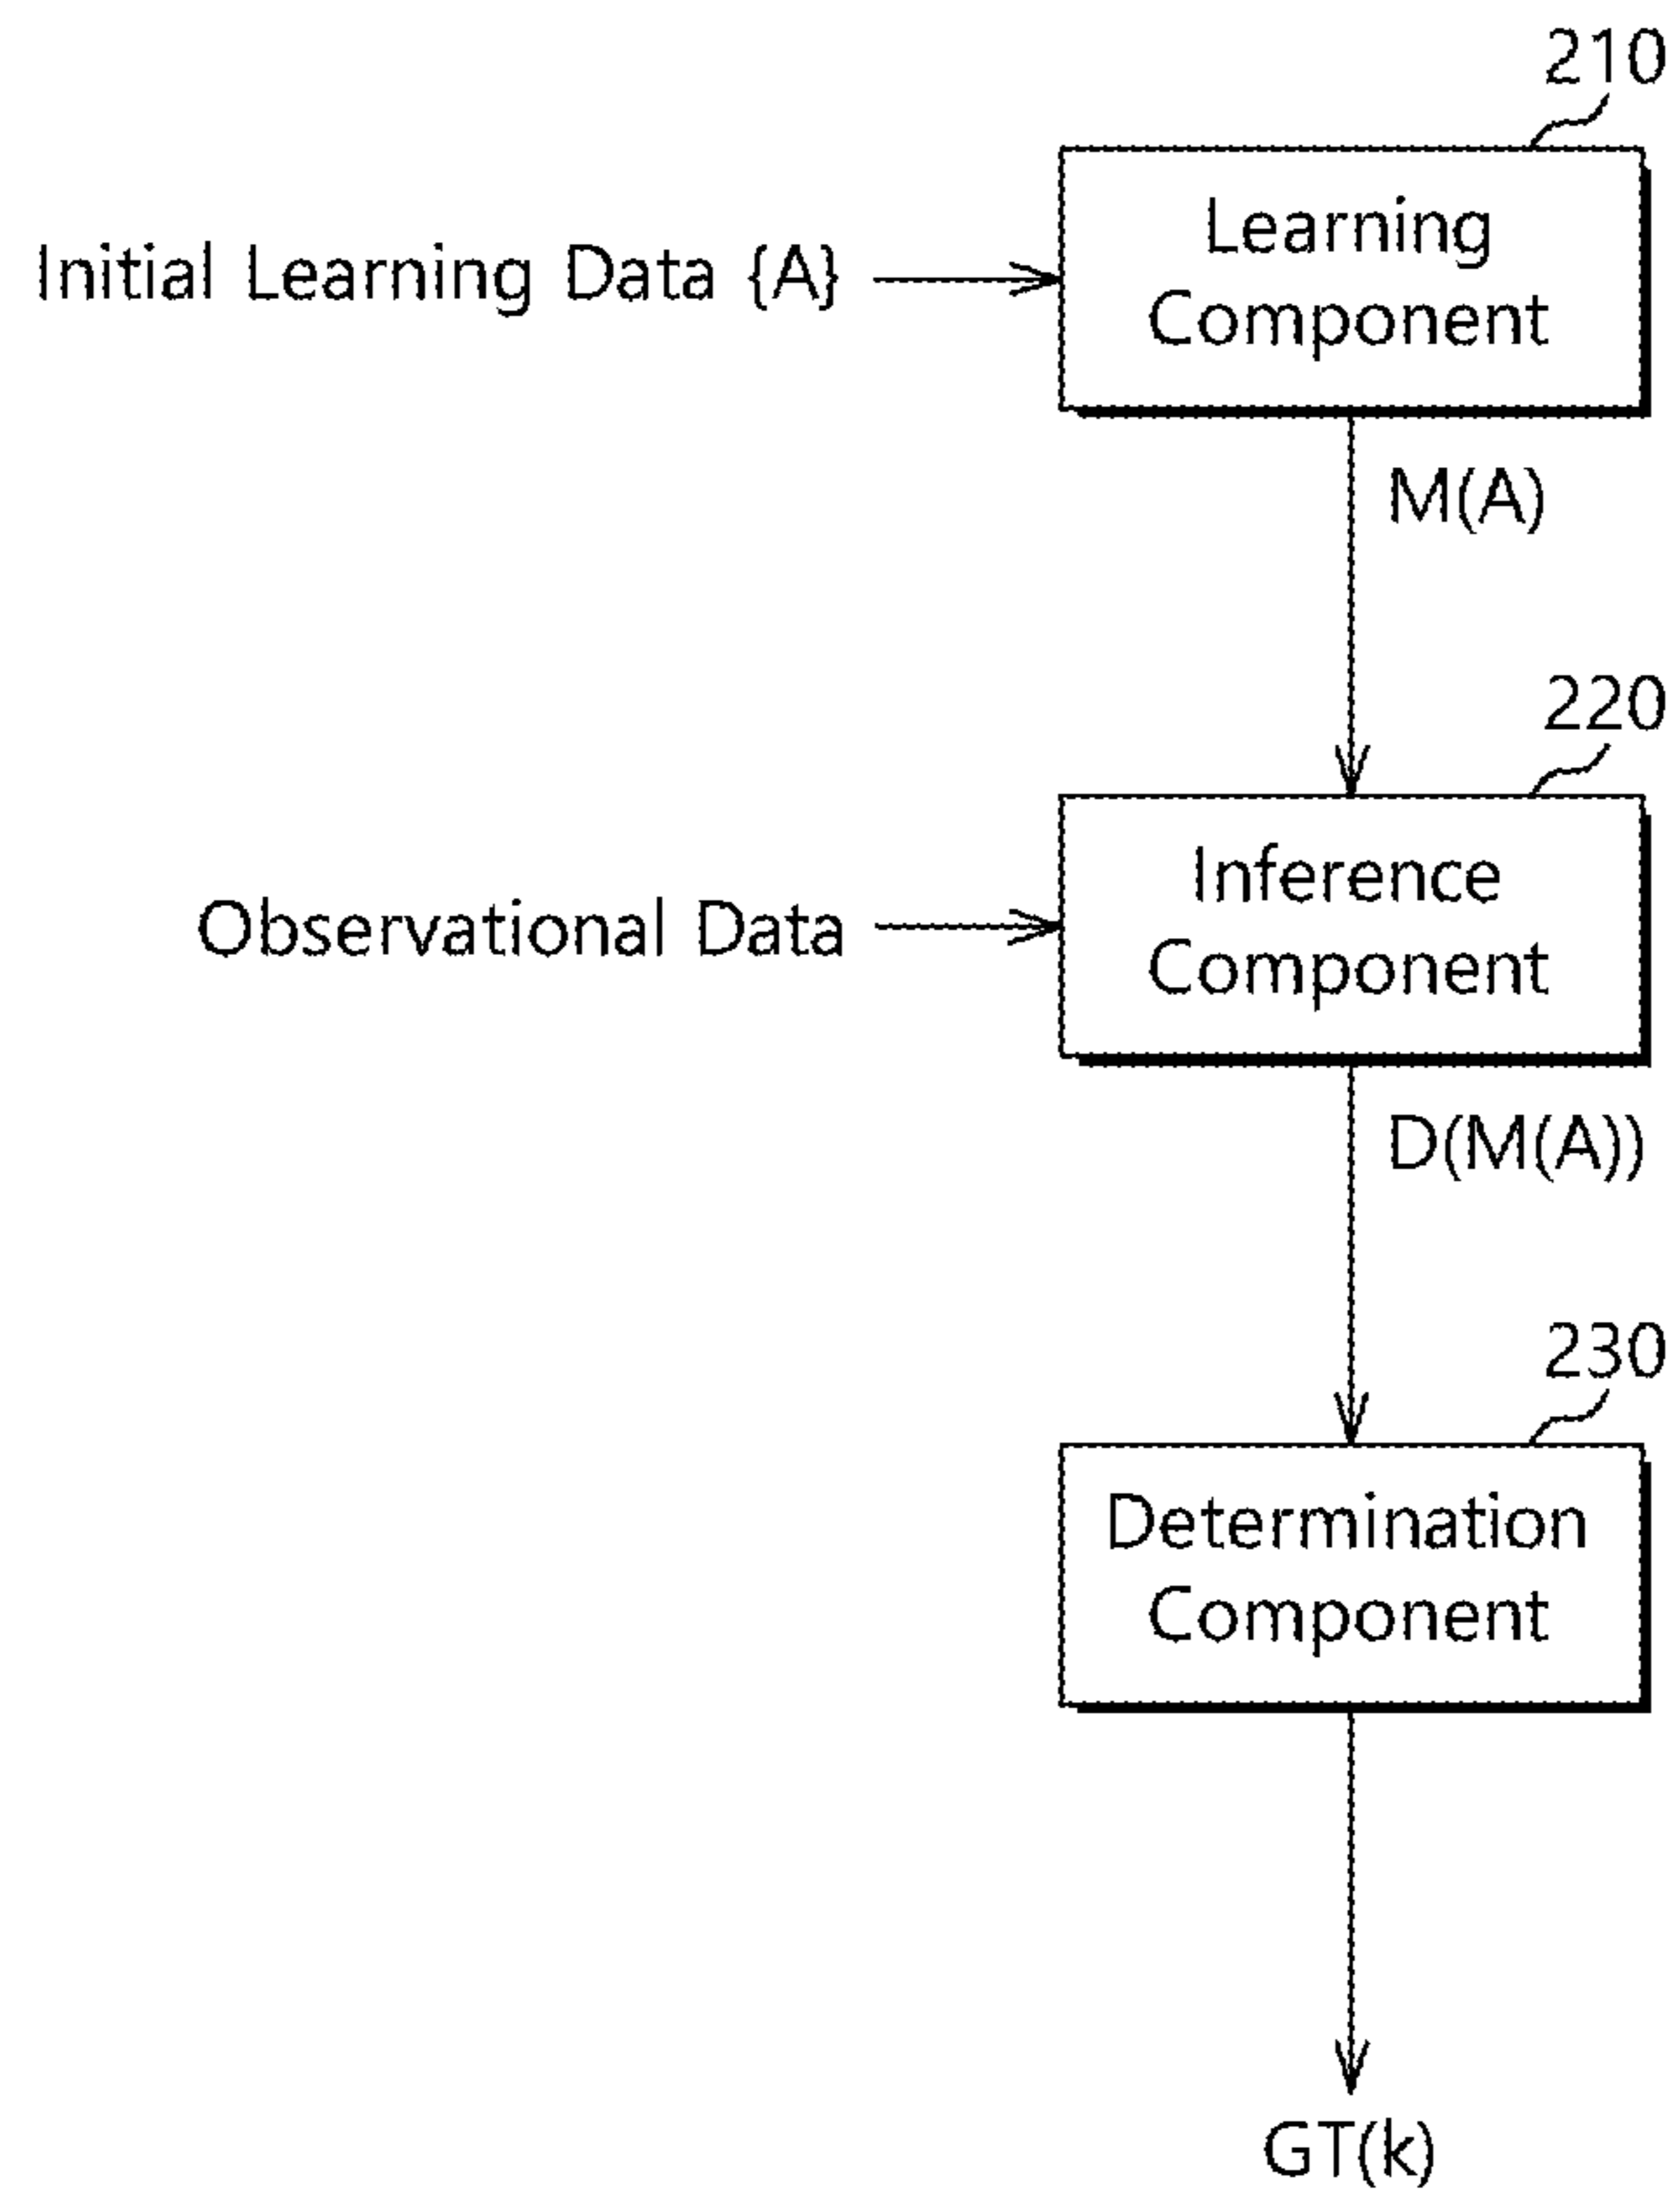 210
Learning
Initial Learning Data {A}
Component
M(A)
220
Inference
Observational Data
Component
D(M(A))
230
Determination
Component
GT(k)